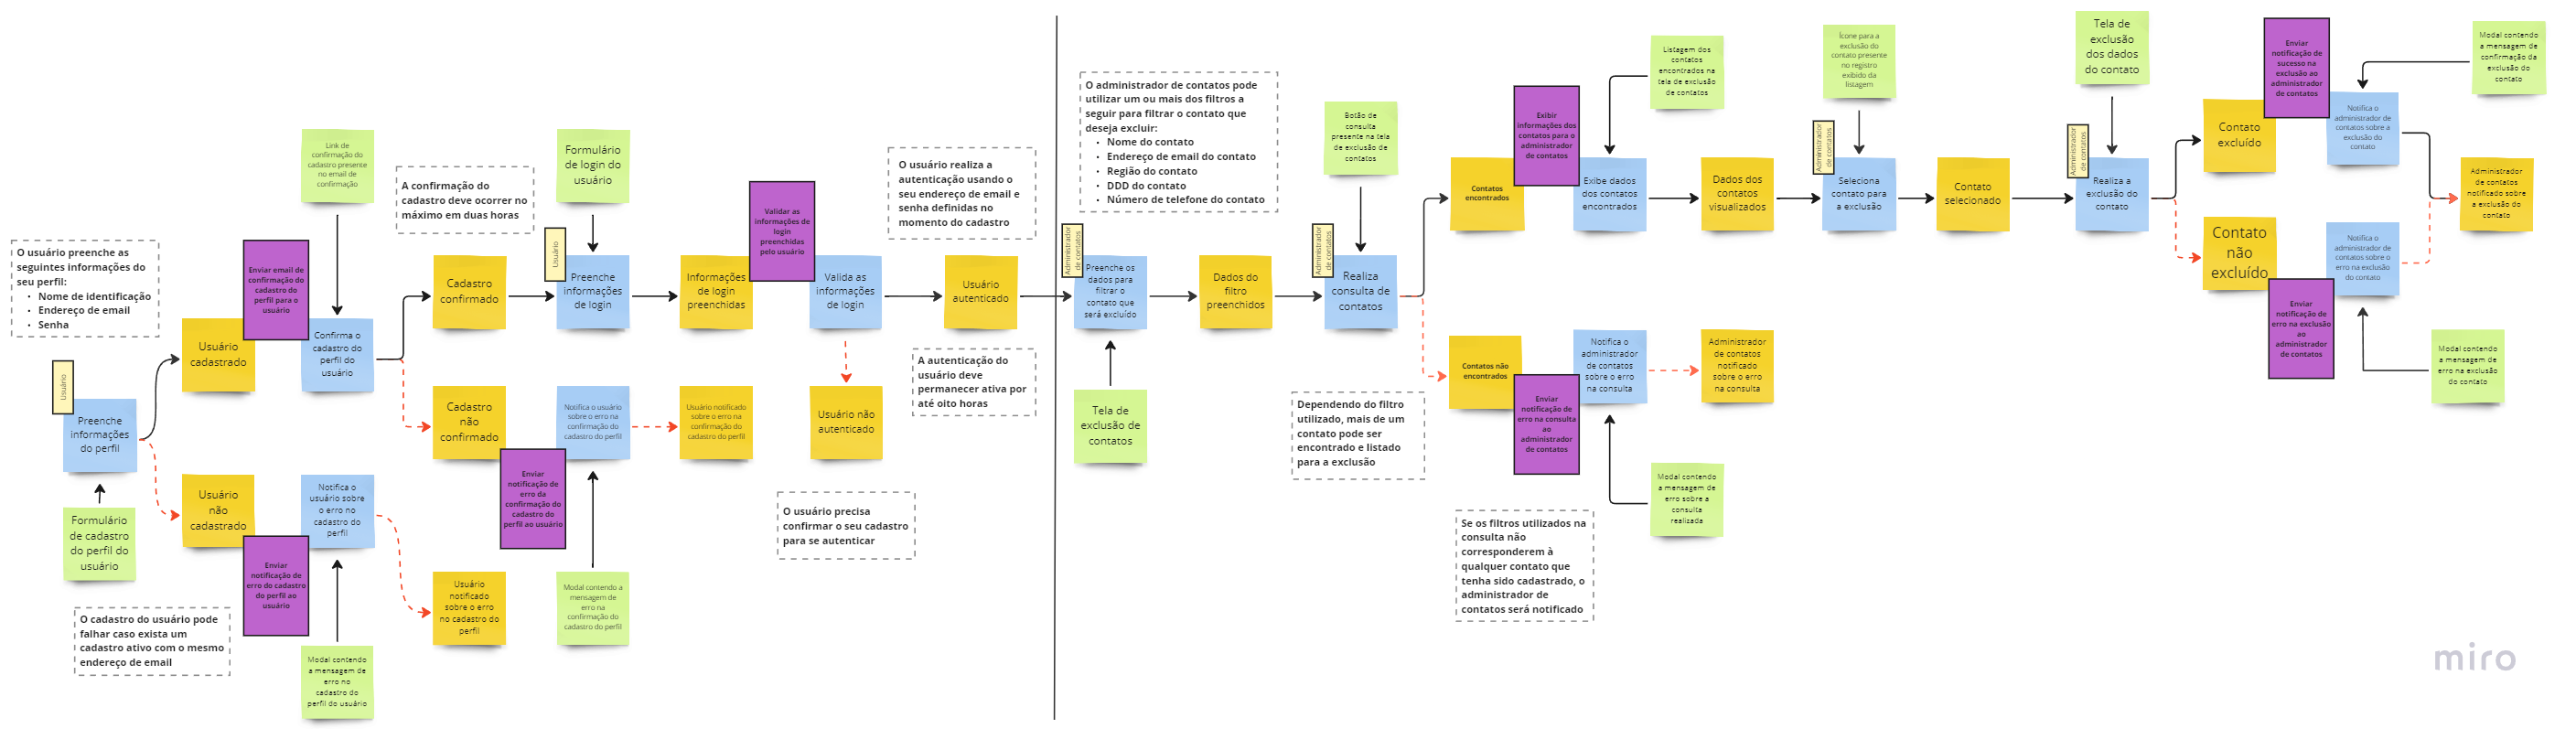 O usuário preenche as
seguintes informações do
seu perfil:
• Nome de identificação
• Endereço de email
• Senha
Usuário
Preenche
informações
do perfil
Formulário
de cadastro
do perfil do
usuário
O cadastro do usuário pode
falhar caso exista um
cadastro ativo com o mesmo
endereço de email
Usuário
cadastrado
Enviar email de
confirmação do
cadastro do
perfil para o
usuário
Link de
confirmação do
cadastro presente
no email de
confirmação
Confirma o
cadastro do
perfil do
usuário
Usuário
não
cadastrado
Enviar
notificação de
erro do cadastro
do perfil ao
usuário
Notifica o
usuário sobre
o erro no
cadastro do
perfil
Modal contendo
a mensagem de
erro no
cadastro do
perfil do usuário
Usuário
notificado
sobre o erro
no cadastro do
perfil
A confirmação do
cadastro deve ocorrer no
máximo em duas horas
Cadastro
confirmado
Cadastro
não
confirmado
Enviar
notificação de
erro da
confirmação do
cadastro do
perfil ao usuário
Notifica o usuário
sobre o erro na
confirmação do
cadastro do perfil
Modal contendo a
mensagem de
erro na
confirmação do
cadastro do perfil
Usuário notificado
sobre o erro na
confirmação do
cadastro do perfil
Formulário
de login do
usuário
Usuário
Preenche
informações
de login
Informações
de login
preenchidas
Validar as
informações de
login
preenchidas
pelo usuário
Valida as
informações
de login
Usuário não
autenticado
O usuário precisa
confirmar o seu cadastro
para se autenticar
O usuário realiza a
autenticação usando o
seu endereço de email e
senha definidas no
momento do cadastro
Usuário
autenticado
A autenticação do
usuário deve
permanecer ativa por
até oito horas
O administrador de contatos pode
utilizar um ou mais dos filtros a
seguir para filtrar o contato que
deseja excluir:
• Nome do contato
• Endereço de email do contato
• Região do contato
• DDD do contato
• Número de telefone do contato
Administrador
de contatos
Preenche os
dados para
filtrar o
contato que
será excluído
Tela de
exclusão de
contatos
Dados do
filtro
preenchidos
Botão de
consulta
presente na tela
de exclusão de
contatos
Administrador
de contatos
Realiza
consulta de
contatos
Dependendo do filtro
utilizado, mais de um
contato pode ser
encontrado e listado
para a exclusão
Contatos
encontrados
Exibir
informações dos
contatos para o
administrador
de contatos
Listagem dos
contatos
encontrados na
tela de exclusão
de contatos
Exibe dados
dos contatos
encontrados
Contatos não
encontrados
Enviar
notificação de
erro na consulta
ao
administrador
de contatos
Notifica o
administrador
de contatos
sobre o erro
na consulta
Modal contendo
a mensagem de
erro sobre a
consulta
realizada
Administrador
de contatos
notificado
sobre o erro
na consulta
Se os filtros utilizados na
consulta não
corresponderem à
qualquer contato que
tenha sido cadastrado, o
administrador de
contatos será notificado
Dados dos
contatos
visualizados
Ícone para a
exclusão do
contato presente
no registro
exibido da
listagem
Administrador
de contatos
Seleciona
contato para
a exclusão
Contato
selecionado
Tela de
exclusão
dos dados
do contato
Administrador
de contatos
Realiza a
exclusão do
contato
Contato
excluído
Enviar
notificação de
sucesso na
exclusão ao
administrador
de contatos
Notifica o
administrador de
contatos sobre a
exclusão do
contato
Modal contendo
a mensagem de
confirmação da
exclusão do
contato
Contato
não
excluído
Enviar
notificação de
erro na exclusão
ao
administrador
de contatos
Notifica o
administrador de
contatos sobre o
erro na exclusão
do contato
Modal contendo
a mensagem de
erro na exclusão
do contato
Administrador
de contatos
notificado sobre
a exclusão do
contato
miro